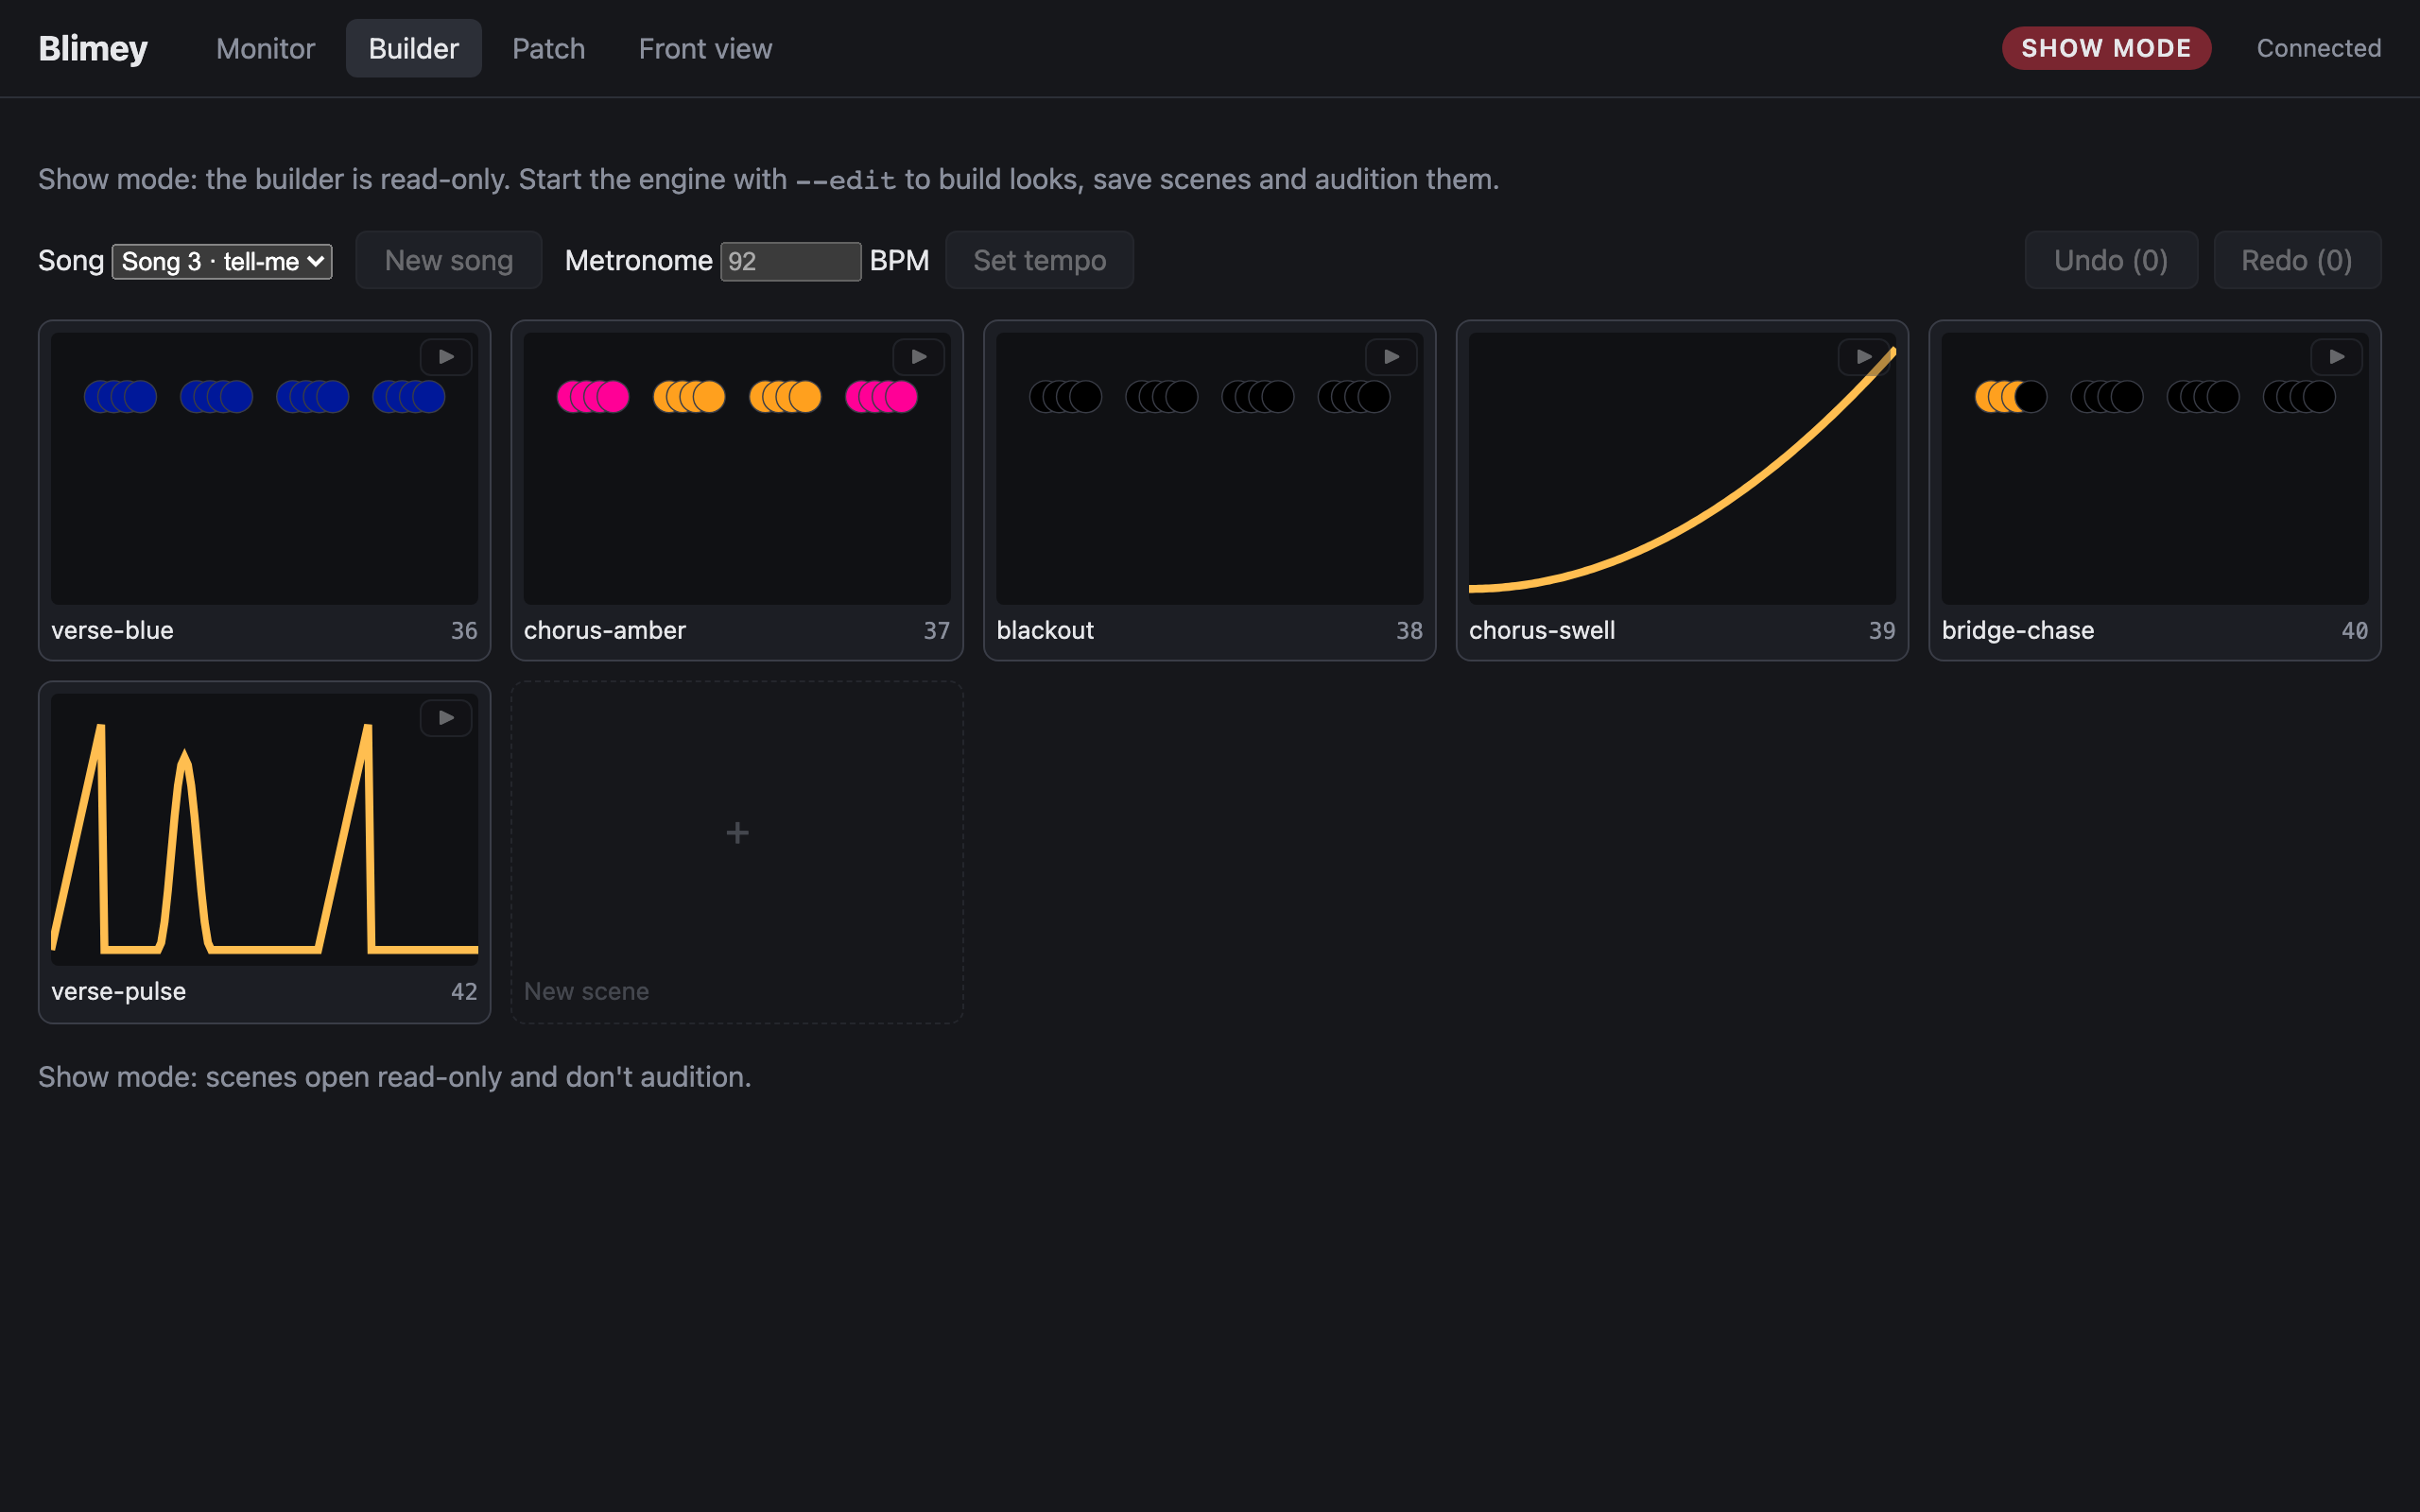 Blimey Monitor Builder Patch Front view SHOW MODE Connected
Show mode: the builder is read-only. Start the engine with --edit to build looks, save scenes and audition them.
Song Song 3 · tell-me New song Metronome 92 BPM Set tempo Undo (0) Redo (0)
verse-blue 36 chorus-amber 37 blackout 38 chorus-swell 39 bridge-chase 40
+
verse-pulse 42 New scene
Show mode: scenes open read-only and don't audition.